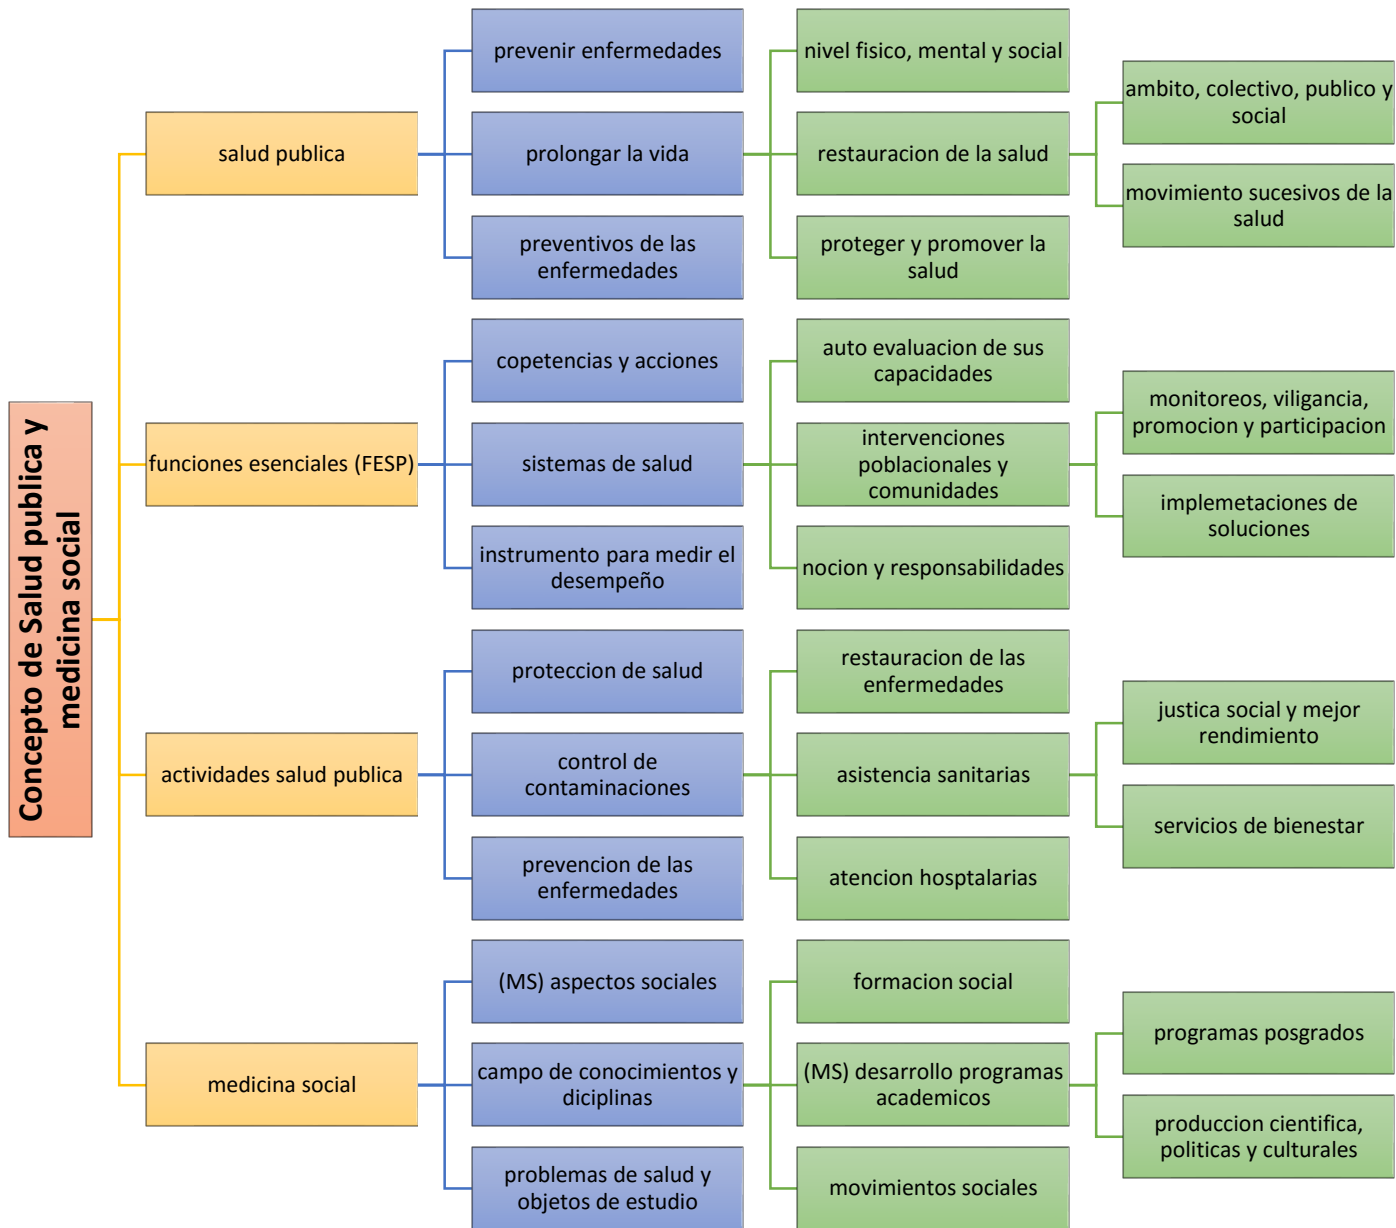 Concepto de Salud publica y
medicina social
salud publica
prevenir enfermedades
prolongar la vida
preventivos de las
enfermedades
nivel fisico, mental y social
restauracion de la salud
proteger y promover la
salud
ambito, colectivo, publico y
social
movimiento sucesivos de la
salud
funciones esenciales (FESP)
copetencias y acciones
sistemas de salud
instrumento para medir el
desempeño
auto evaluacion de sus
capacidades
intervenciones
poblacionales y
comunidades
nocion y responsabilidades
monitoreos, viligancia,
promocion y participacion
implemetaciones de
soluciones
actividades salud publica
proteccion de salud
control de
contaminaciones
prevencion de las
enfermedades
restauracion de las
enfermedades
asistencia sanitarias
atencion hosptalarias
justica social y mejor
rendimiento
servicios de bienestar
medicina social
(MS) aspectos sociales
campo de conocimientos y
diciplinas
problemas de salud y
objetos de estudio
formacion social
(MS) desarrollo programas
academicos
movimientos sociales
programas posgrados
produccion cientifica,
politicas y culturales